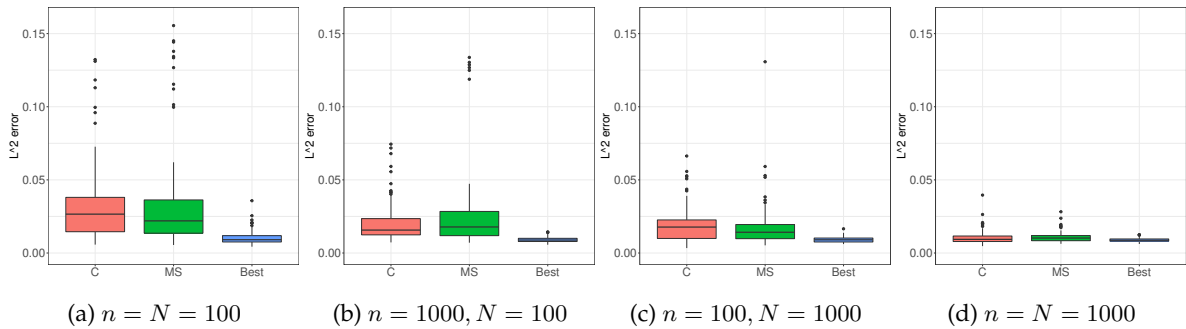 0.15
0.10
0.05
0.00
L^2 error
C MS Best
(a) n = N = 100
0.15
0.10
0.05
0.00
L^2 error
C MS Best
(b) n = 1000, N = 100
0.15
0.10
0.05
0.00
L^2 error
C MS Best
(c) n = 100, N = 1000
0.15
0.10
0.05
0.00
L^2 error
C MS Best
(d) n = N = 1000